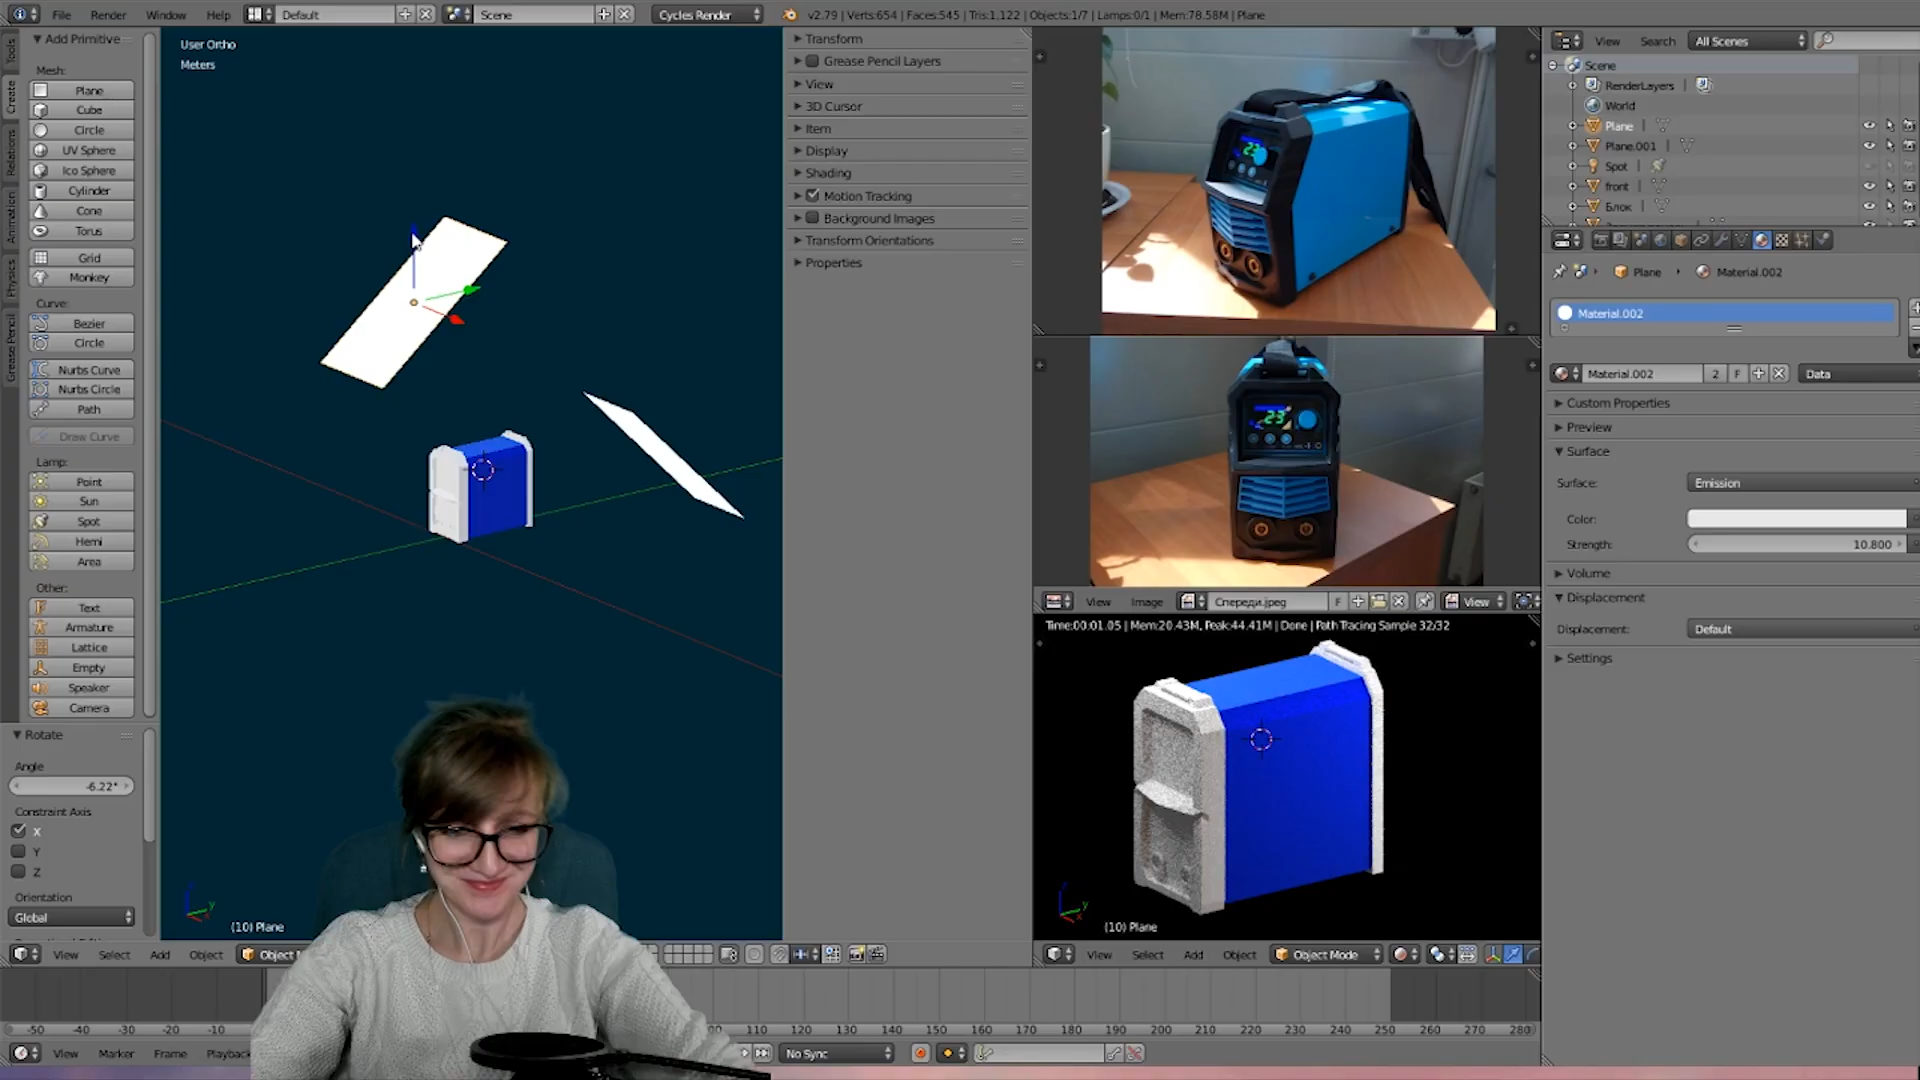 File Render Window Help Default Scene Cycles Render v2.79 | Verts:654 | Faces:545 | Tris:1,122 | Objects:1/7 | Lamps:0/1 | Mem:78.58M | Plane
Tools
Create
Relations
Animation
Physics
Grease Pencil
Add Primitive
Mesh:
Plane
Cube
Circle
UV Sphere
Ico Sphere
Cylinder
Cone
Torus
Grid
Monkey
Curve:
Bezier
Circle
Nurbs Curve
Nurbs Circle
Path
Draw Curve
Lamp:
Point
Sun
Spot
Hemi
Area
Other:
Text
Armature
Lattice
Empty
Speaker
Camera
Rotate
Angle
-6.22°
Constraint Axis
X
Y
Z
Orientation
Global
User Ortho
Meters
(10) Plane
View Select Add Object
Transform
Grease Pencil Layers
View
3D Cursor
Item
Display
Shading
Motion Tracking
Background Images
Transform Orientations
Properties
23
23
View Image Спереди.jpeg F View
Time:00:01.05 | Mem:20.43M, Peak:44.41M | Done | Path Tracing Sample 32/32
(10) Plane
View Select Add Object Object Mode
View Search All Scenes
Scene
RenderLayers
World
Plane
Plane.001
Spot
front
Блок
Plane Material.002
Material.002
Material.002 2 F Data
Custom Properties
Preview
Surface
Surface: Emission
Color:
Strength: 10.800
Volume
Displacement
Displacement: Default
Settings
-50 -40 -30 -20 -10 110 120 130 140 150 160 170 180 190 200 210 220 230 240 250 260 270 280
View Marker Frame Playback No Sync